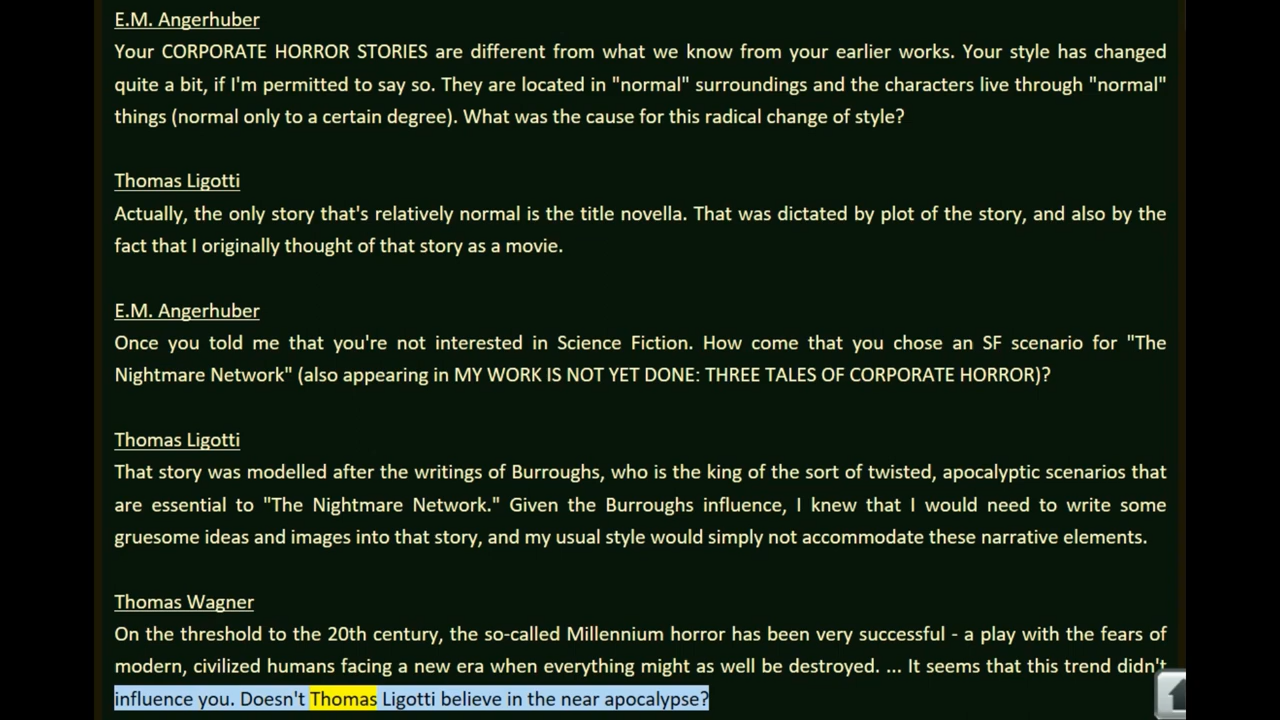 E.M. Angerhuber
Your CORPORATE HORROR STORIES are different from what we know from your earlier works. Your style has changed
quite a bit, if I'm permitted to say so. They are located in "normal" surroundings and the characters live through "normal"
things (normal only to a certain degree). What was the cause for this radical change of style?
Thomas Ligotti
Actually, the only story that's relatively normal is the title novella. That was dictated by plot of the story, and also by the
fact that I originally thought of that story as a movie.
E.M. Angerhuber
Once you told me that you're not interested in Science Fiction. How come that you chose an SF scenario for "The
Nightmare Network" (also appearing in MY WORK IS NOT YET DONE: THREE TALES OF CORPORATE HORROR)?
Thomas Ligotti
That story was modelled after the writings of Burroughs, who is the king of the sort of twisted, apocalyptic scenarios that
are essential to "The Nightmare Network." Given the Burroughs influence, I knew that I would need to write some
gruesome ideas and images into that story, and my usual style would simply not accommodate these narrative elements.
Thomas Wagner
On the threshold to the 20th century, the so-called Millennium horror has been very successful - a play with the fears of
modern, civilized humans facing a new era when everything might as well be destroyed. ... It seems that this trend didn't
influence you. Doesn't Thomas Ligotti believe in the near apocalypse?